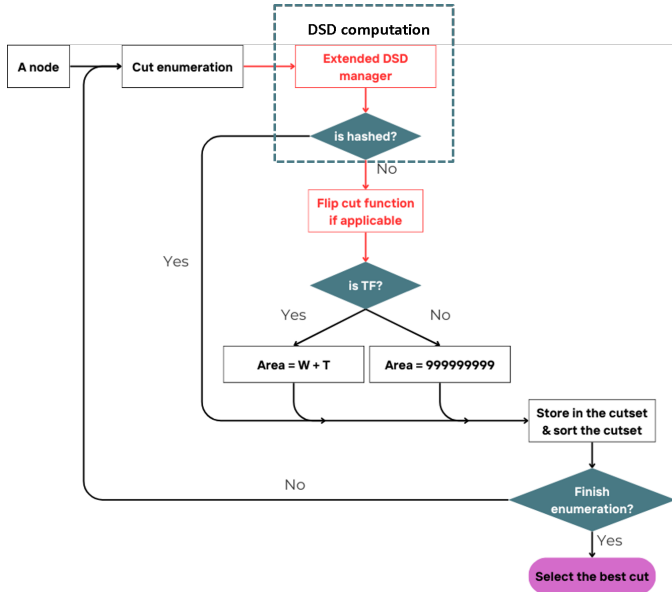 DSD computation
A node
Cut enumeration
Extended DSD
manager
is hashed?
No
Flip cut function
if applicable
Yes
is TF?
Yes
No
Area = W + T
Area = 999999999
Store in the cutset
& sort the cutset
No
Finish
enumeration?
Yes
Select the best cut